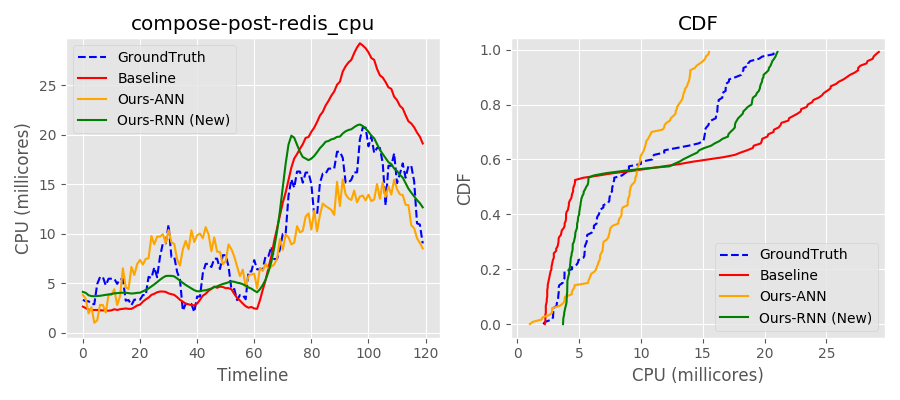 compose-post-redis_cpu
GroundTruth
Baseline
Ours-ANN
Ours-RNN (New)
CPU (millicores)
0
5
10
15
20
25
0
20
40
60
80
100
120
Timeline
CDF
GroundTruth
Baseline
Ours-ANN
Ours-RNN (New)
CDF
0.0
0.2
0.4
0.6
0.8
1.0
0
5
10
15
20
25
CPU (millicores)